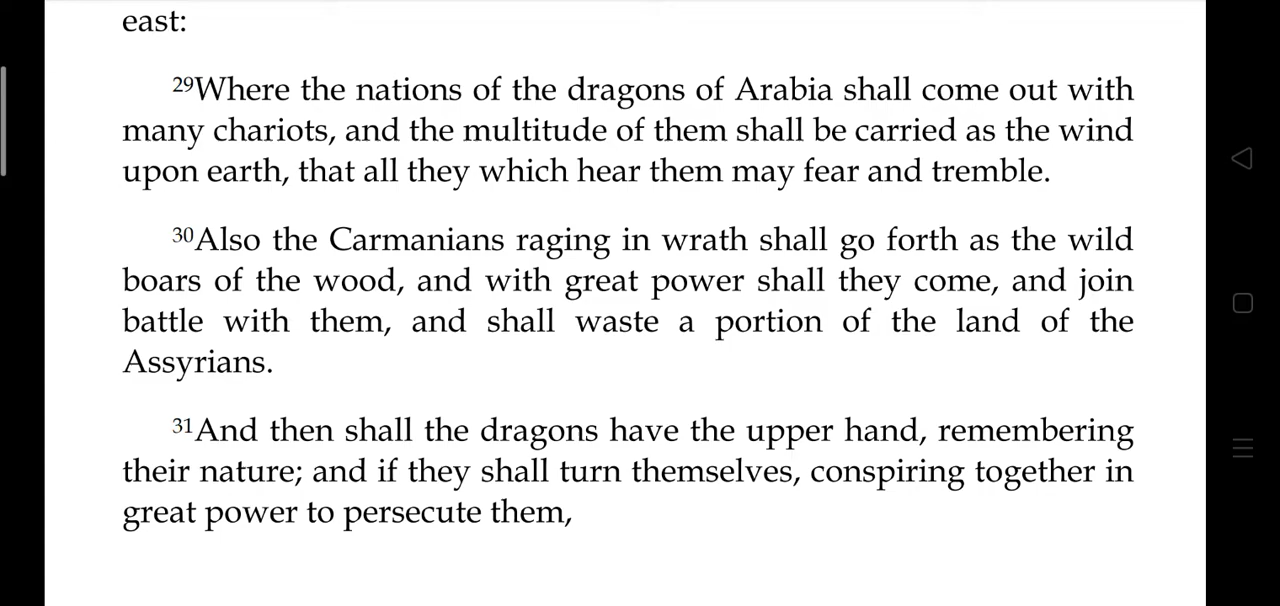 east:
29Where the nations of the dragons of Arabia shall come out with
many chariots, and the multitude of them shall be carried as the wind
upon earth, that all they which hear them may fear and tremble.
30Also the Carmanians raging in wrath shall go forth as the wild
boars of the wood, and with great power shall they come, and join
battle with them, and shall waste a portion of the land of the
Assyrians.
31And then shall the dragons have the upper hand, remembering
their nature; and if they shall turn themselves, conspiring together in
great power to persecute them,